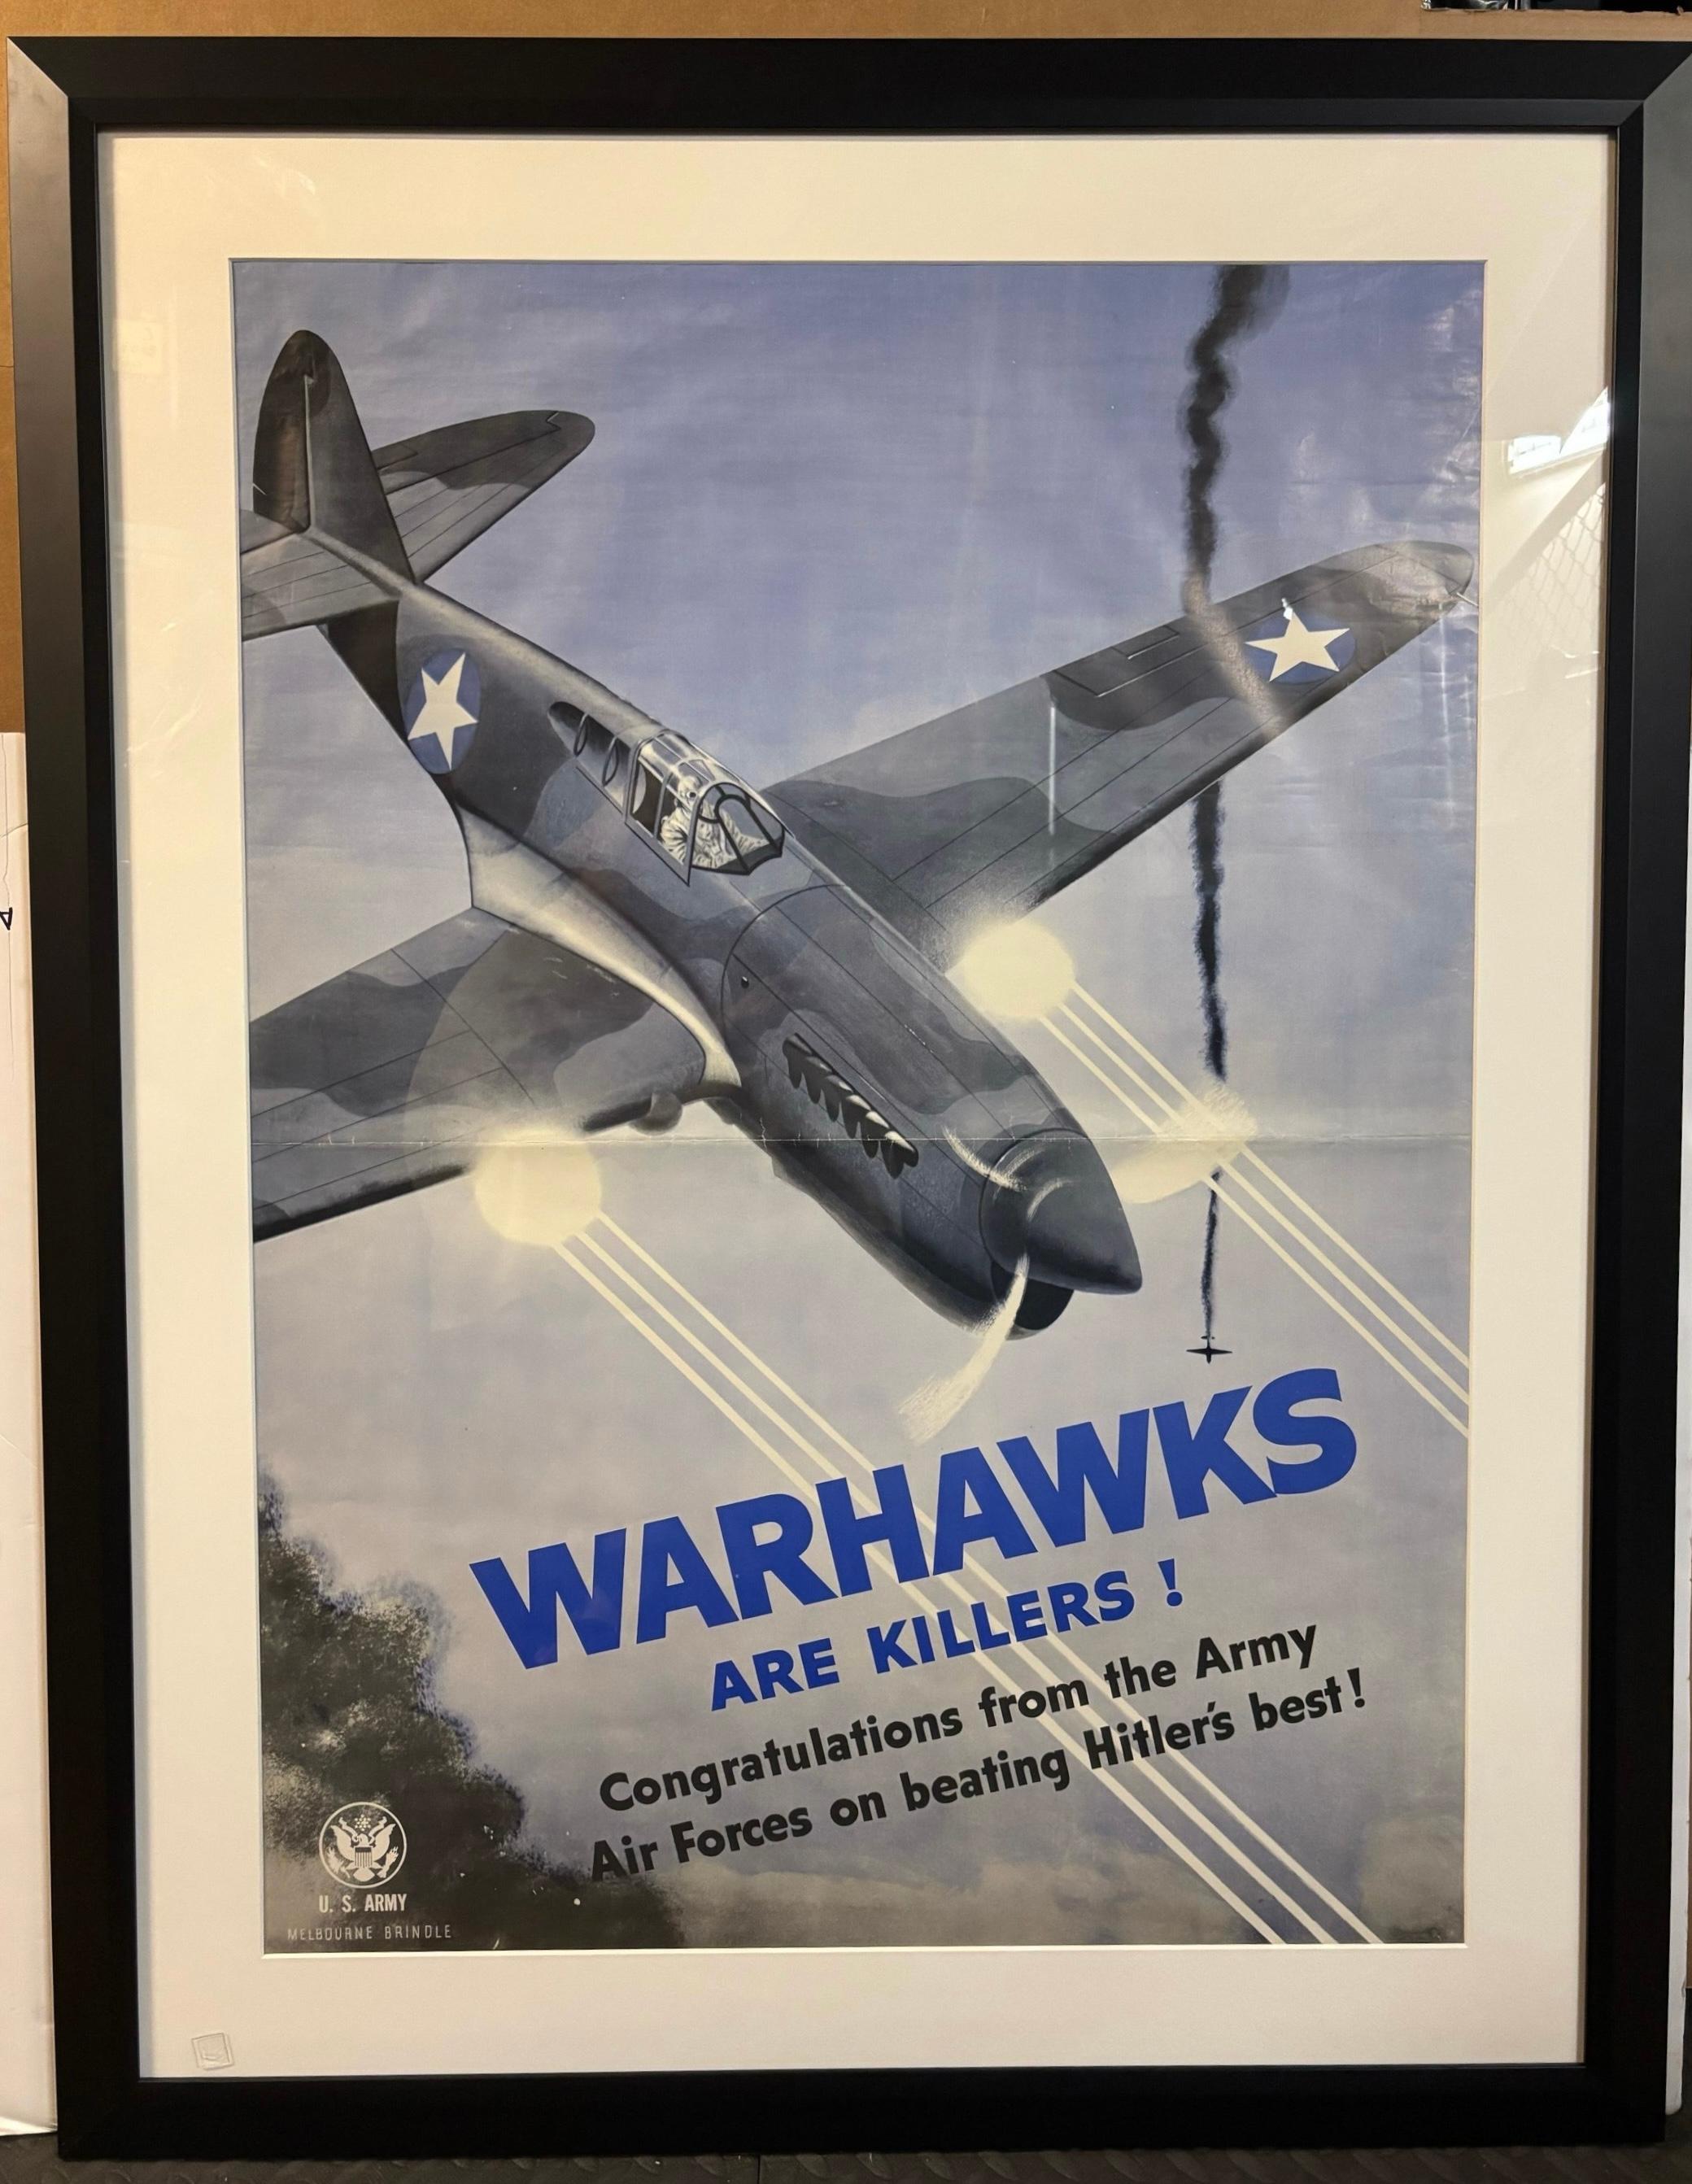 WARHAWKS
ARE KILLERS !
Congratulations from the Army
Air Forces on beating Hitler's best!
U. S. ARMY
MELBOURNE BRINDLE